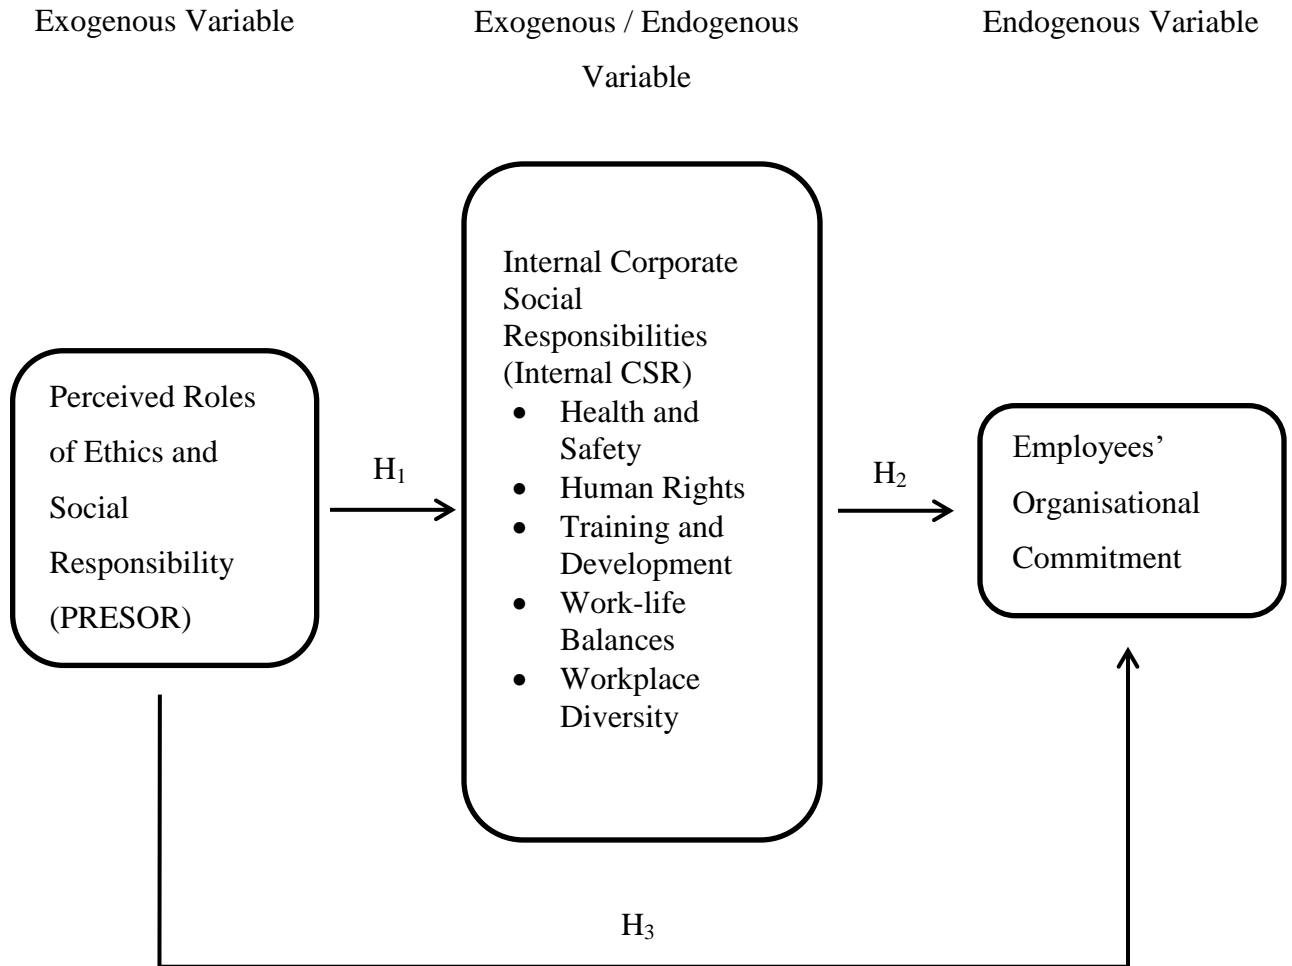 Exogenous Variable
Exogenous / Endogenous
Variable
Endogenous Variable
Perceived Roles
of Ethics and
Social
Responsibility
(PRESOR)
H₁
Internal Corporate
Social
Responsibilities
(Internal CSR)
• Health and
Safety
• Human Rights
• Training and
Development
• Work-life
Balances
• Workplace
Diversity
H₂
Employees’
Organisational
Commitment
H₃